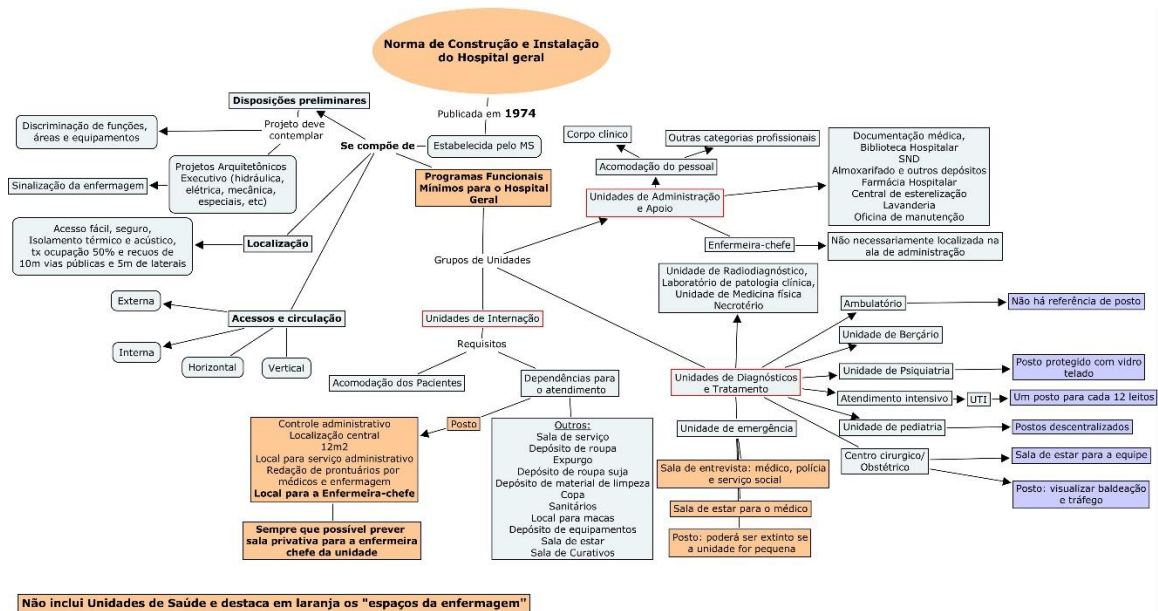 Norma de Construção e Instalação
do Hospital geral
Publicada em 1974
Estabelecida pelo MS
Se compõe de
Disposições preliminares
Projeto deve
contemplar
Discriminação de funções,
áreas e equipamentos
Projetos Arquitetônicos
Executivo (hidráulica,
elétrica, mecânica,
especiais, etc)
Sinalização da enfermagem
Localização
Acesso fácil, seguro,
Isolamento térmico e acústico,
tx ocupação 50% e recuos de
10m vias públicas e 5m de laterais
Acessos e circulação
Externa
Interna
Horizontal
Vertical
Programas Funcionais
Mínimos para o Hospital
Geral
Grupos de Unidades
Unidades de Administração
e Apoio
Acomodação do pessoal
Corpo clínico
Outras categorias profissionais
Documentação médica,
Biblioteca Hospitalar
SND
Almoxarifado e outros depósitos
Farmácia Hospitalar
Central de esterelização
Lavanderia
Oficina de manutenção
Enfermeira-chefe
Não necessariamente localizada na
ala de administração
Unidades de Internação
Requisitos
Acomodação dos Pacientes
Dependências para
o atendimento
Posto
Controle administrativo
Localização central
12m2
Local para serviço administrativo
Redação de prontuários por
médicos e enfermagem
Local para a Enfermeira-chefe
Sempre que possível prever
sala privativa para a enfermeira
chefe da unidade
Outros:
Sala de serviço
Depósito de roupa
Expurgo
Depósito de roupa suja
Depósito de material de limpeza
Copa
Sanitários
Local para macas
Depósito de equipamentos
Sala de estar
Sala de Curativos
Unidades de Diagnósticos
e Tratamento
Unidade de Radiodiagnóstico,
Laboratório de patologia clínica,
Unidade de Medicina física
Necrotério
Ambulatório
Não há referência de posto
Unidade de Berçário
Unidade de Psiquiatria
Posto protegido com vidro
telado
Atendimento intensivo
UTI
Um posto para cada 12 leitos
Unidade de pediatria
Postos descentralizados
Centro cirurgico/
Obstétrico
Sala de estar para a equipe
Posto: visualizar baldeação
e tráfego
Unidade de emergência
Sala de entrevista: médico, polícia
e serviço social
Sala de estar para o médico
Posto: poderá ser extinto se
a unidade for pequena
Não inclui Unidades de Saúde e destaca em laranja os "espaços da enfermagem"